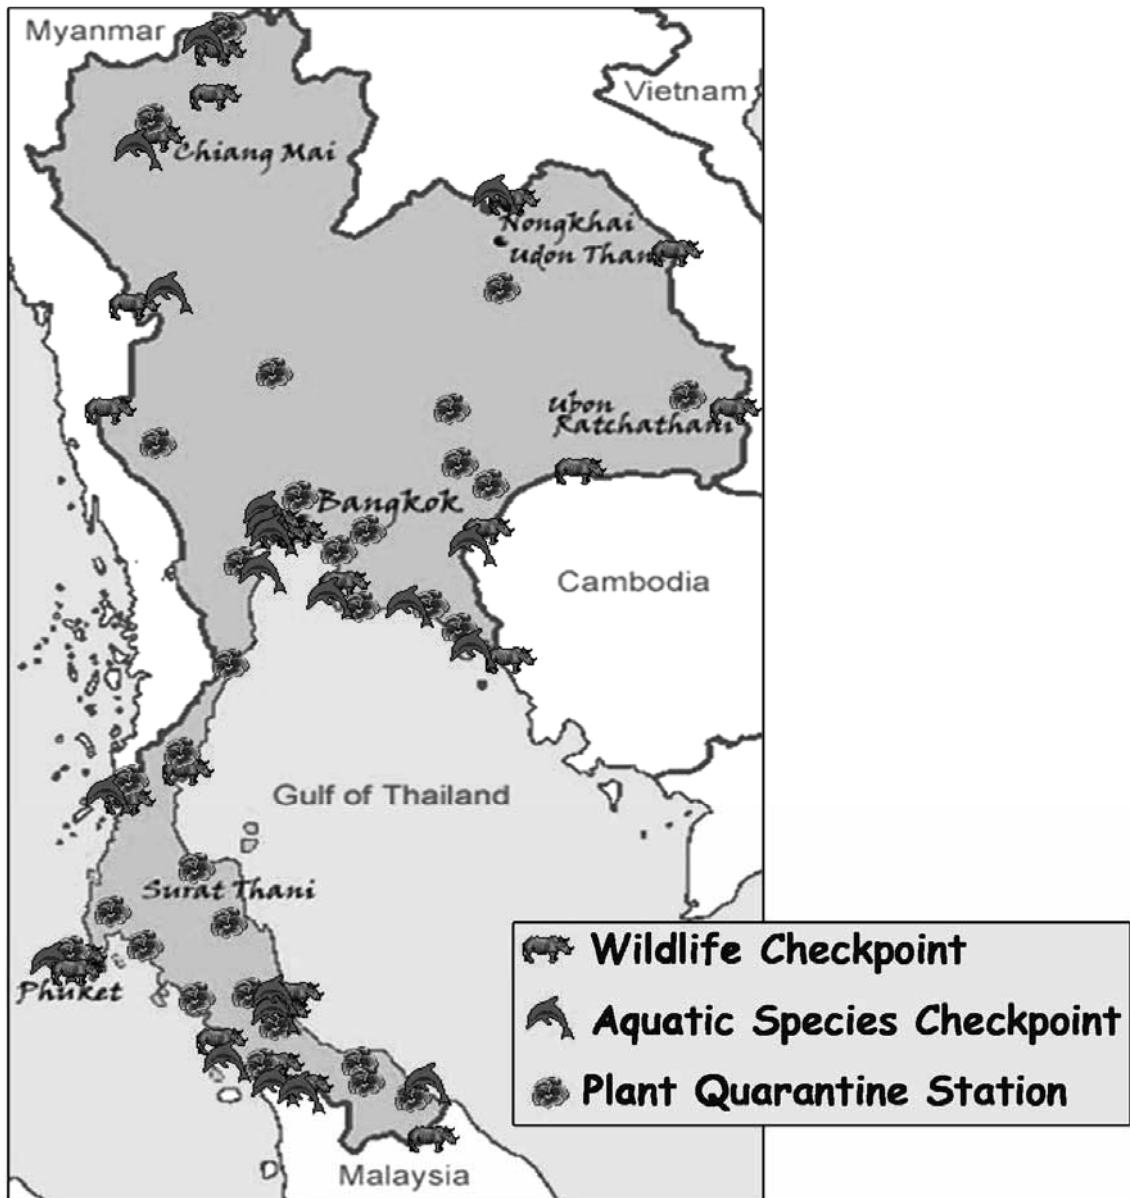 Myanmar
Vietnam
Chiang Mai
Nongkhai
Udon Than
Ubon
Ratchathani
Bangkok
Cambodia
Gulf of Thailand
Surat Thani
Phuket
Wildlife Checkpoint
Aquatic Species Checkpoint
Plant Quarantine Station
Malaysia